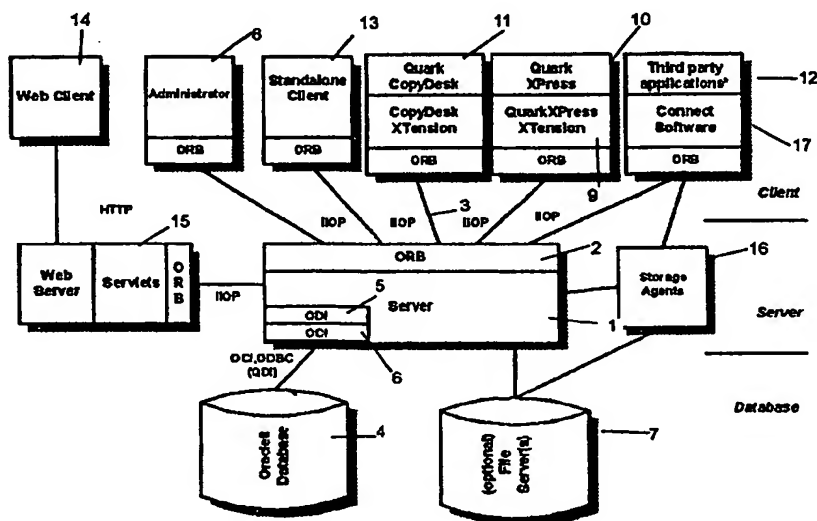 14
8
13
11
10
Web Client
Administrator
ORB
Standalone
Client
ORB
Quark
CopyDesk
CopyDesk
XTension
ORB
Quark
XPress
QuarkXPress
XTension
ORB
Third party
applications*
Connect
Software
ORB
12
17
9
3
Client
HTTP
IIOP
IIOP
IIOP
IIOP
15
Web
Server
Servlets
ORB
IIOP
ORB
2
5
ODI
Server
OCI
6
1
16
Storage
Agents
Server
OCI,ODBC
(QDI)
Database
Oracle8
Database
4
(optional)
File
Server(s)
7